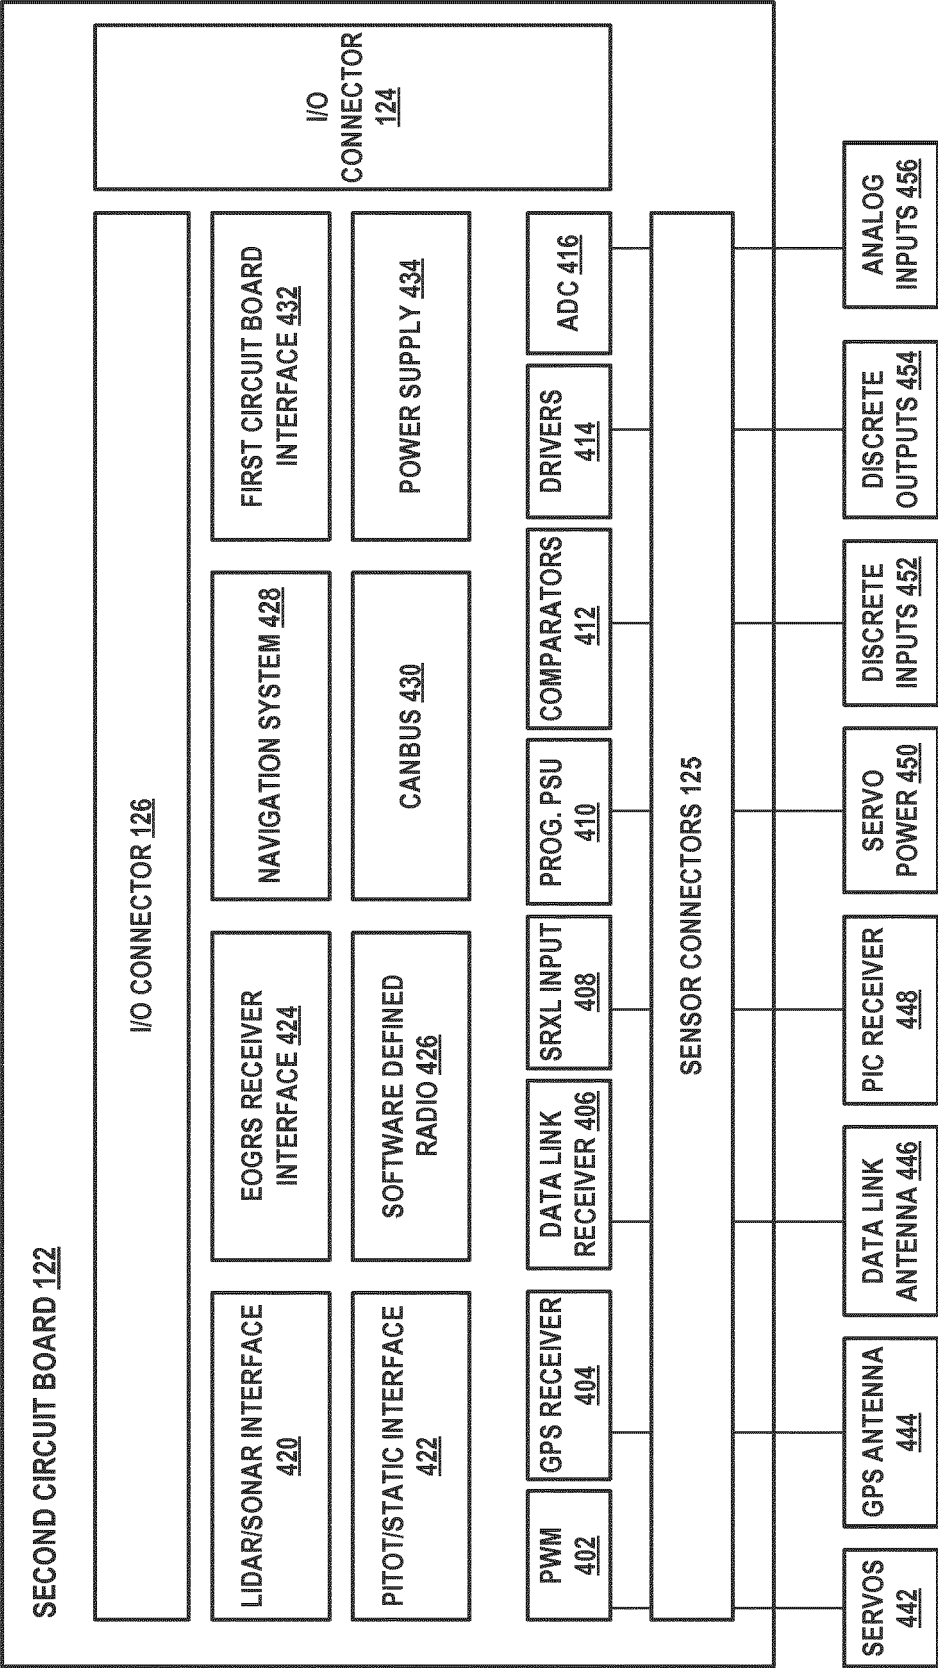 SECOND CIRCUIT BOARD 122
I/O CONNECTOR 126
I/O
CONNECTOR
124
LIDAR/SONAR INTERFACE
420
EOGRS RECEIVER
INTERFACE 424
NAVIGATION SYSTEM 428
FIRST CIRCUIT BOARD
INTERFACE 432
PITOT/STATIC INTERFACE
422
SOFTWARE DEFINED
RADIO 426
CANBUS 430
POWER SUPPLY 434
PWM
402
GPS RECEIVER
404
DATA LINK
RECEIVER 406
SRXL INPUT
408
PROG. PSU
410
COMPARATORS
412
DRIVERS
414
ADC 416
SENSOR CONNECTORS 125
SERVOS
442
GPS ANTENNA
444
DATA LINK
ANTENNA 446
PIC RECEIVER
448
SERVO
POWER 450
DISCRETE
INPUTS 452
DISCRETE
OUTPUTS 454
ANALOG
INPUTS 456